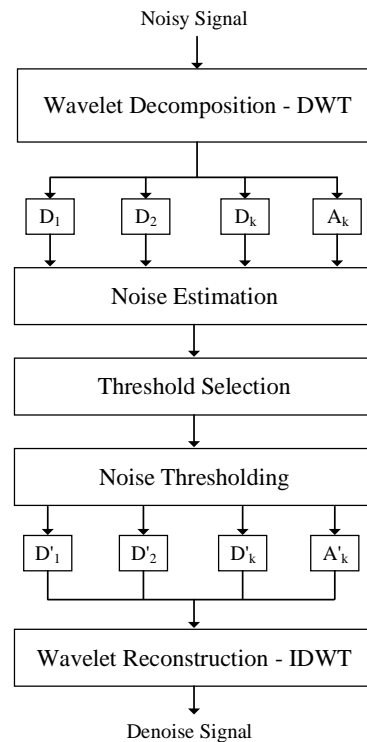 Noisy Signal
Wavelet Decomposition - DWT
D₁ D₂ Dₖ Aₖ
Noise Estimation
Threshold Selection
Noise Thresholding
D'₁ D'₂ D'ₖ A'ₖ
Wavelet Reconstruction - IDWT
Denoise Signal